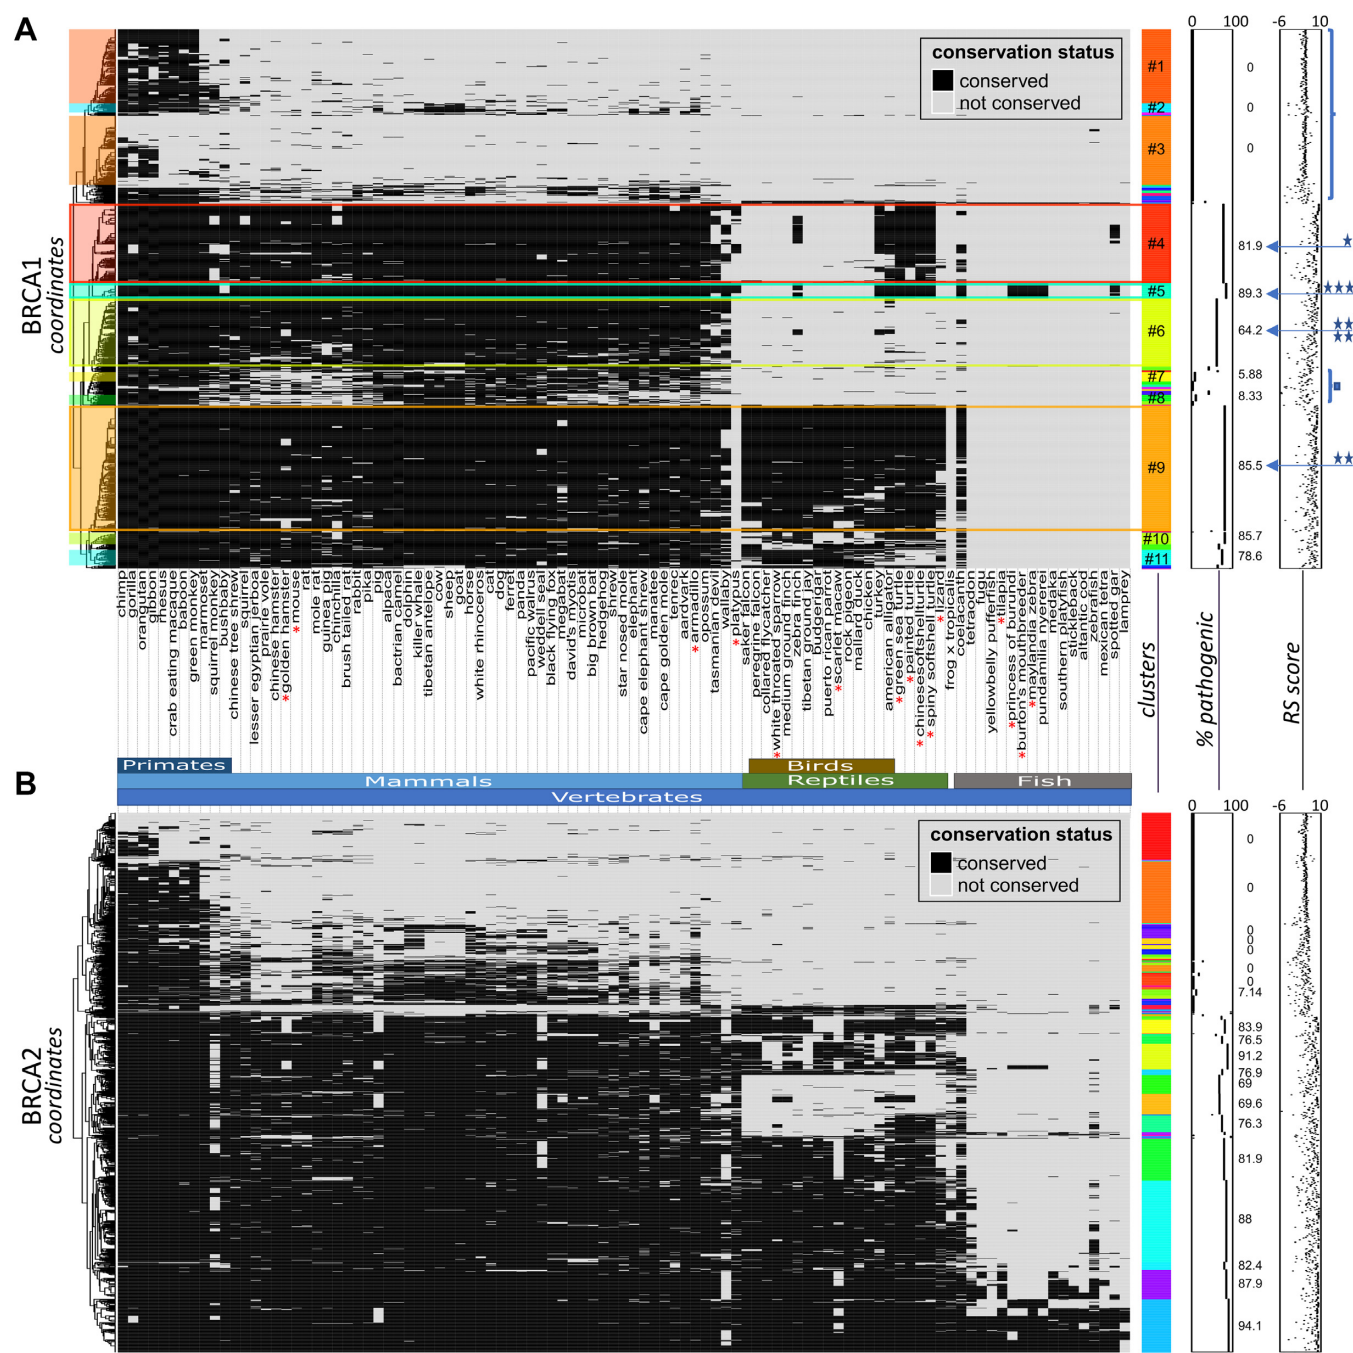 A
BRCA1
coordinates
conservation status
conserved
not conserved
0 100
-6 10
#1
#2
#3
#4
#5
#6
#7
#8
#9
#10
#11
0
0
0
81.9
89.3
64.2
5.88
8.33
85.5
85.7
78.6
★
★★★
★★
★★
★★
chimp
gorilla
orangutan
gibbon
rhesus
crab eating macaque
baboon
green monkey
marmoset
squirrel monkey
bushbaby
chinese tree shrew
squirrel
lesser egyptian jerboa
prairie vole
chinese hamster
* golden hamster
* mouse
rat
mole rat
guinea pig
chinchilla
brush tailed rat
rabbit
pika
pig
alpaca
bactrian camel
dolphin
killer whale
tibetan antelope
cow
sheep
goat
horse
white rhinoceros
cat
dog
ferret
panda
pacific walrus
weddell seal
black flying fox
megabat
david's myotis
microbat
big brown bat
hedgehog
shrew
star nosed mole
elephant
cape elephant shrew
manatee
cape golden mole
tenrec
aardvark
* armadillo
opossum
tasmanian devil
wallaby
* platypus
saker falcon
peregrine falcon
collared flycatcher
* white throated sparrow
medium ground finch
zebra finch
tibetan ground jay
budgerigar
puerto rican parrot
* scarlet macaw
rock pigeon
mallard duck
chicken
turkey
american alligator
* green sea turtle
* painted turtle
* chinese softshell turtle
* spiny softshell turtle
* lizard
frog x tropicalis
coelacanth
tetraodon
fugu
yellowbelly pufferfish
* tilapia
* princess of burundi
* burton's mouthbreeder
* maylandia zebra
pundamilia nyererei
medaka
southern platyfish
stickleback
atlantic cod
zebrafish
mexican tetra
spotted gar
lamprey
clusters
% pathogenic
RS score
Primates
Birds
Mammals
Reptiles
Fish
Vertebrates
B
BRCA2
coordinates
conservation status
conserved
not conserved
0 100
-6 10
0
0
0
0
0
0
0
7.14
83.9
76.5
91.2
76.9
69
69.6
76.3
81.9
88
82.4
87.9
94.1